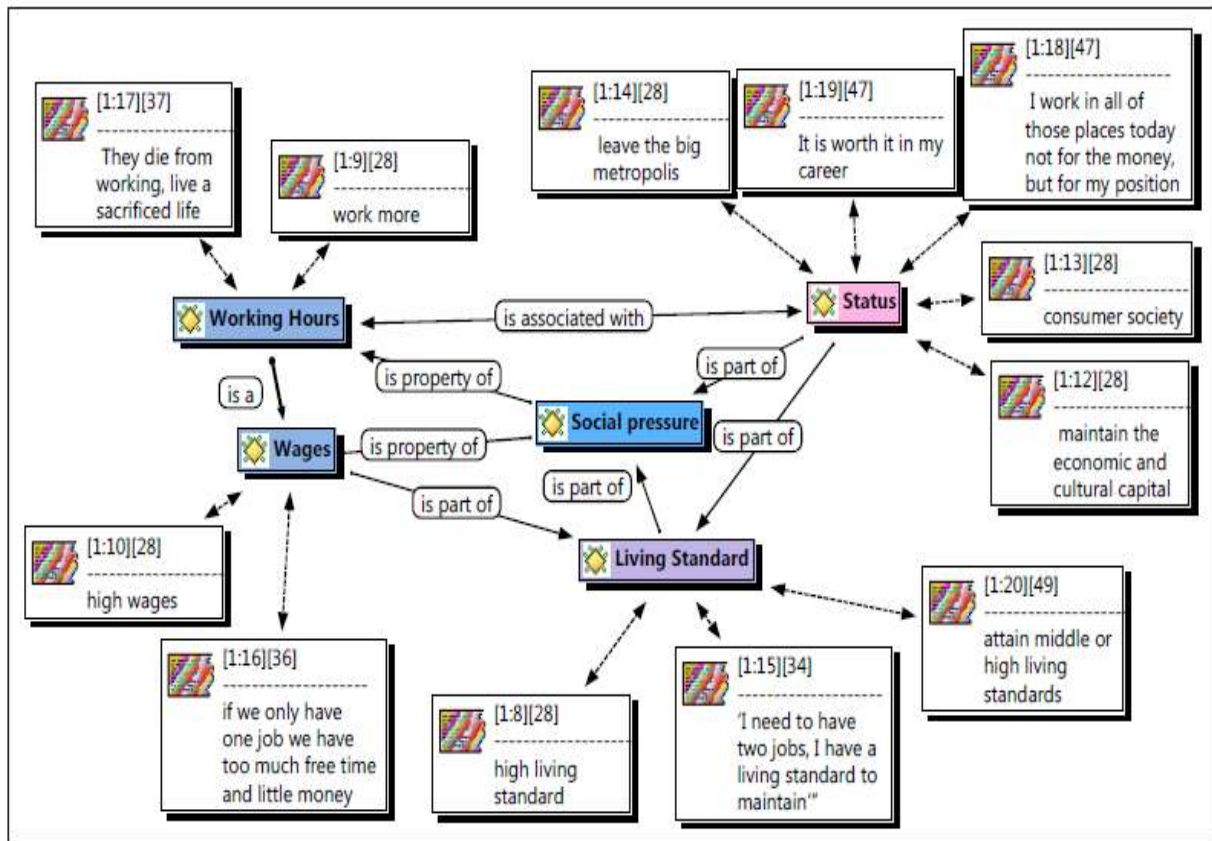 [1:18][47]
I work in all of
those places today
not for the money,
but for my position
[1:14][28]
leave the big
metropolis
[1:19][47]
It is worth it in my
career
[1:17][37]
They die from
working, live a
sacrificed life
[1:9][28]
work more
[1:13][28]
consumer society
Working Hours
is associated with
Status
is part of
is property of
is a
[1:12][28]
maintain the
economic and
cultural capital
Social pressure
is part of
Wages
is property of
is part of
is part of
[1:10][28]
high wages
Living Standard
[1:20][49]
attain middle or
high living
standards
[1:16][36]
if we only have
one job we have
too much free time
and little money
[1:8][28]
high living
standard
[1:15][34]
'I need to have
two jobs, I have a
living standard to
maintain'"